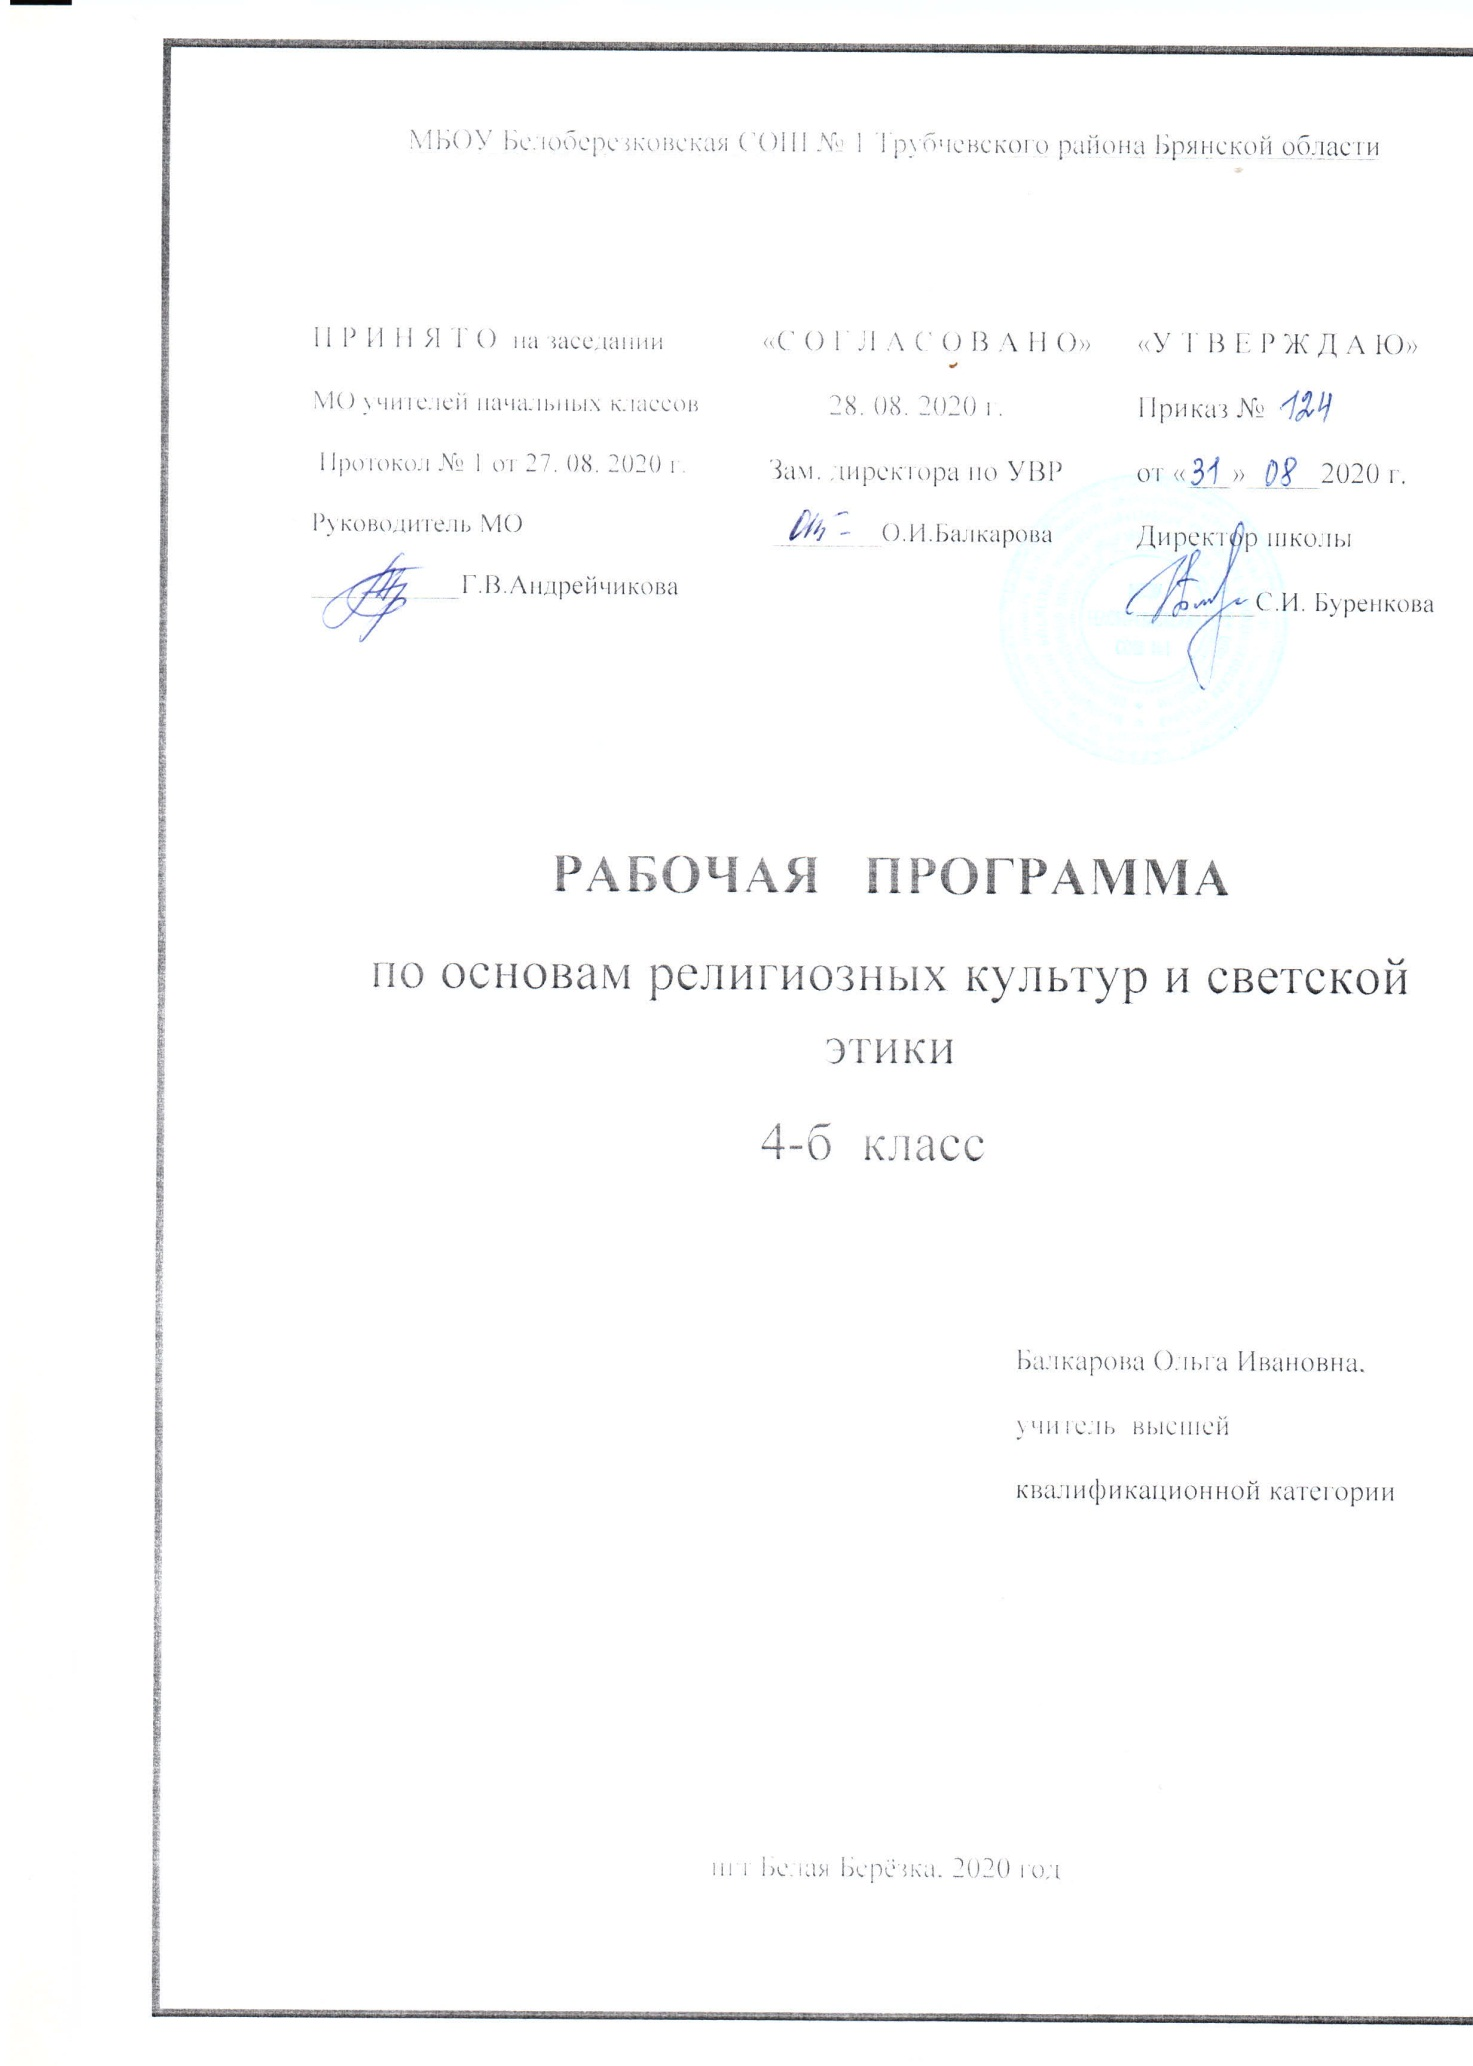 МБОУ Белоберезковская СОШ № 1 Трубчевского района Брянской области
П Р И Н Я Т О на заседании
МО учителей начальных классов
Протокол № 1 от 27. 08. 2020 г.
Руководитель МО
Г.В.Андрейчикова
«С О Г Л А С О В А Н О»
28. 08. 2020 г.
Зам. директора по УВР
О.И.Балкарова
«У Т В Е Р Ж Д А Ю»
Приказ № 124
от «31» 08 2020 г.
Директор школы
С.И. Буренкова
РАБОЧАЯ ПРОГРАММА
по основам религиозных культур и светской
этики
4-б класс
Балкарова Ольга Ивановна,
учитель высшей
квалификационной категории
пгт Белая Берёзка, 2020 год